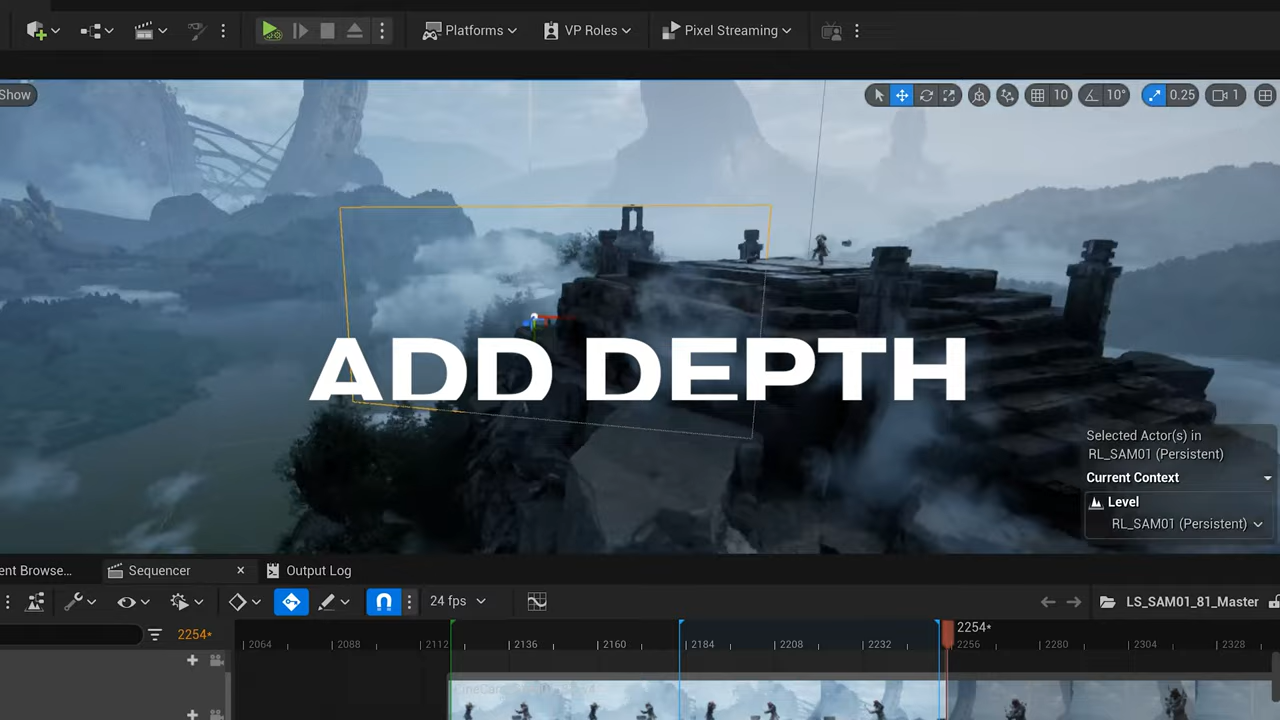 Platforms
VP Roles
Pixel Streaming
Show
10
10°
0.25
1
ADD DEPTH
Selected Actor(s) in
RL_SAM01 (Persistent)
Current Context
Level
RL_SAM01 (Persistent)
ent Browse...
Sequencer
Output Log
24 fps
LS_SAM01_81_Master
2254*
2254*
2064
2088
2112
2136
2160
2184
2208
2232
2256
2280
2304
2328